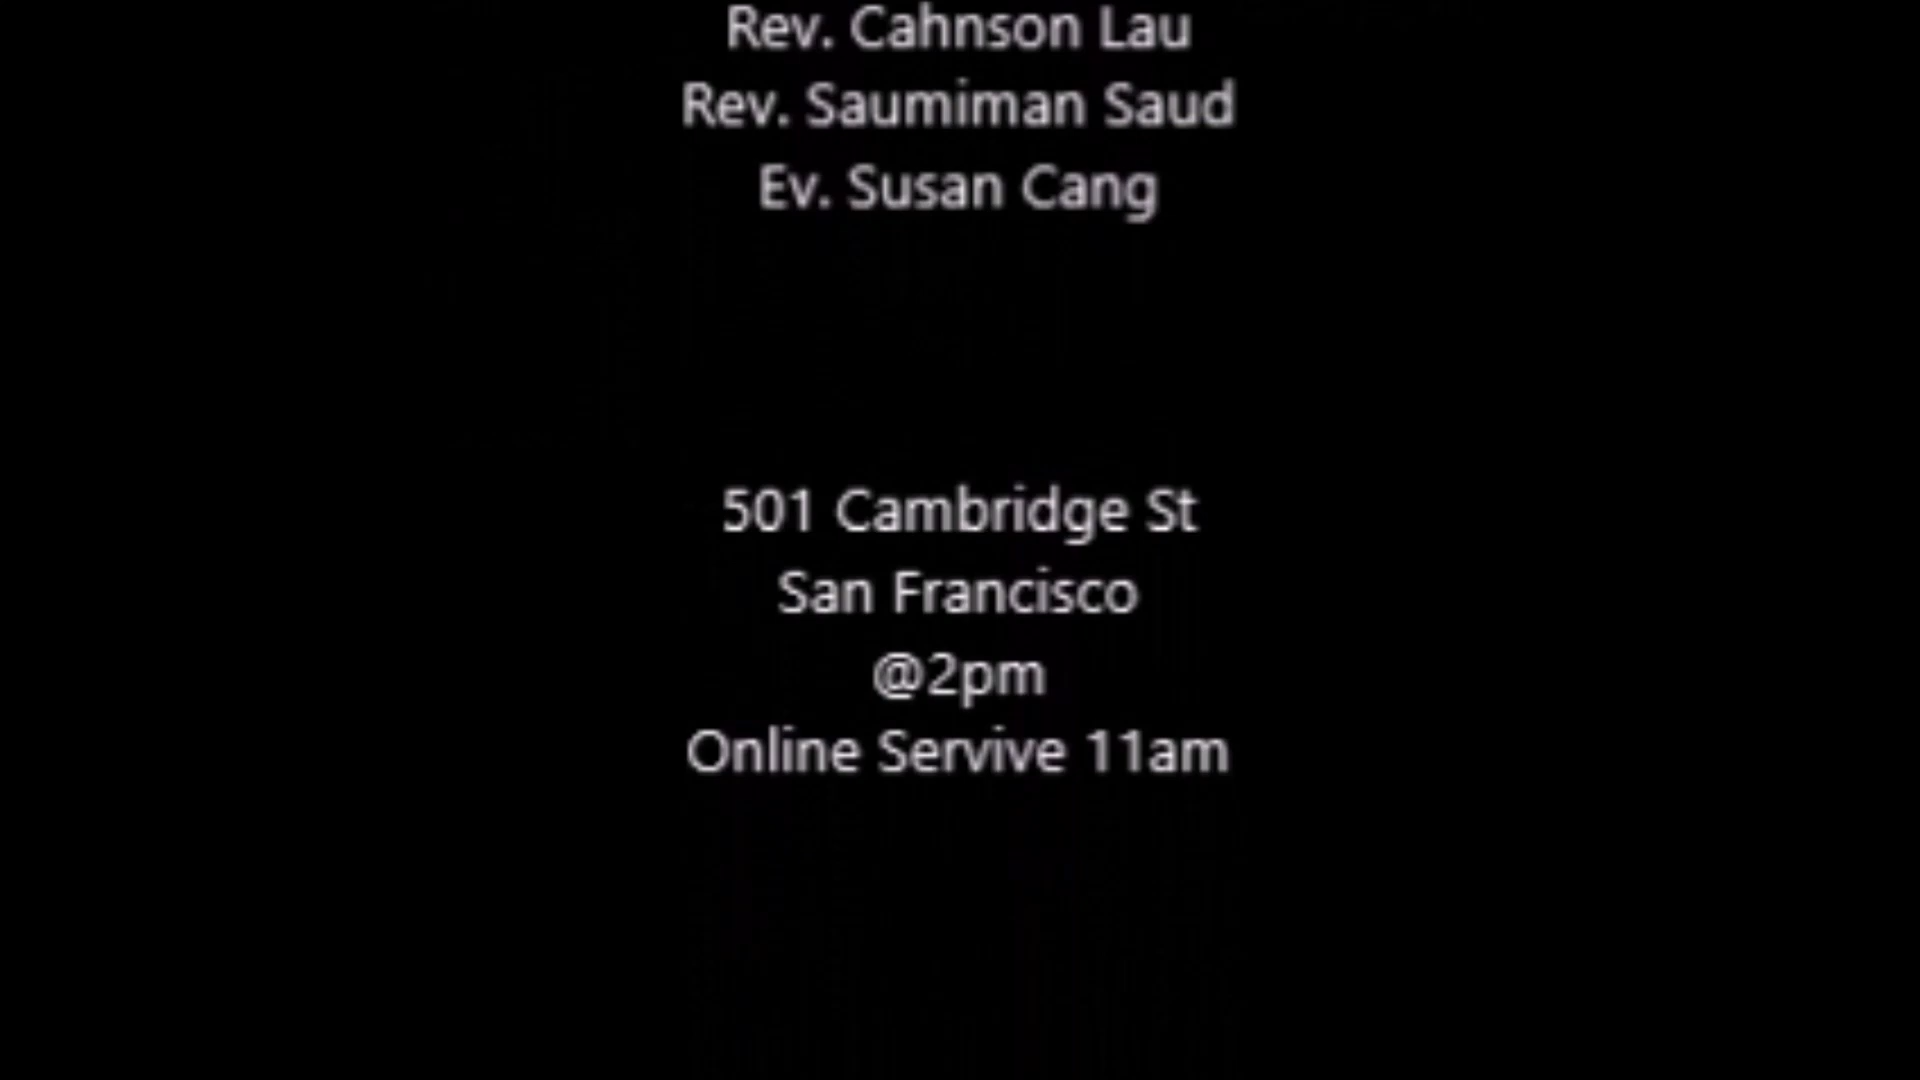 Rev. Cahnson Lau
Rev. Saumiman Saud
Ev. Susan Cang
501 Cambridge St
San Francisco
@2pm
Online Servive 11am